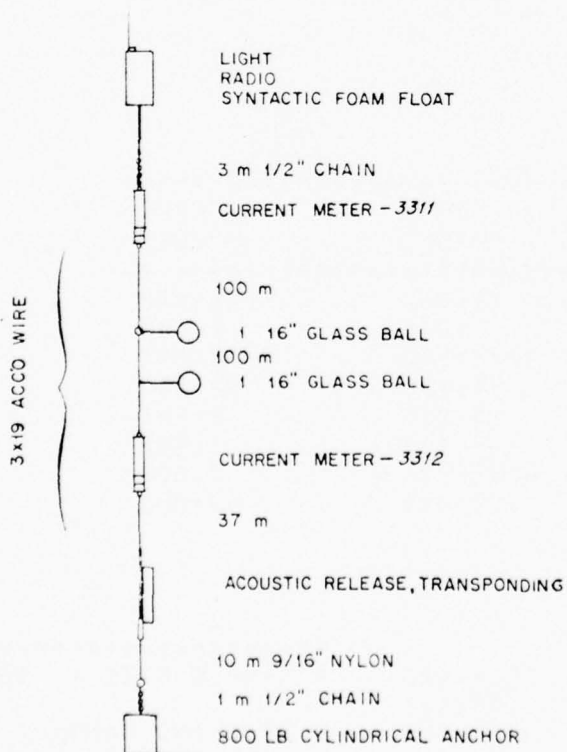 LIGHT
RADIO
SYNTACTIC FOAM FLOAT
3 m 1/2" CHAIN
CURRENT METER - 3311
3x19 ACCO WIRE
100 m
1 16" GLASS BALL
100 m
1 16" GLASS BALL
CURRENT METER - 3312
37 m
ACOUSTIC RELEASE, TRANSPONDING
10 m 9/16" NYLON
1 m 1/2" CHAIN
800 LB CYLINDRICAL ANCHOR